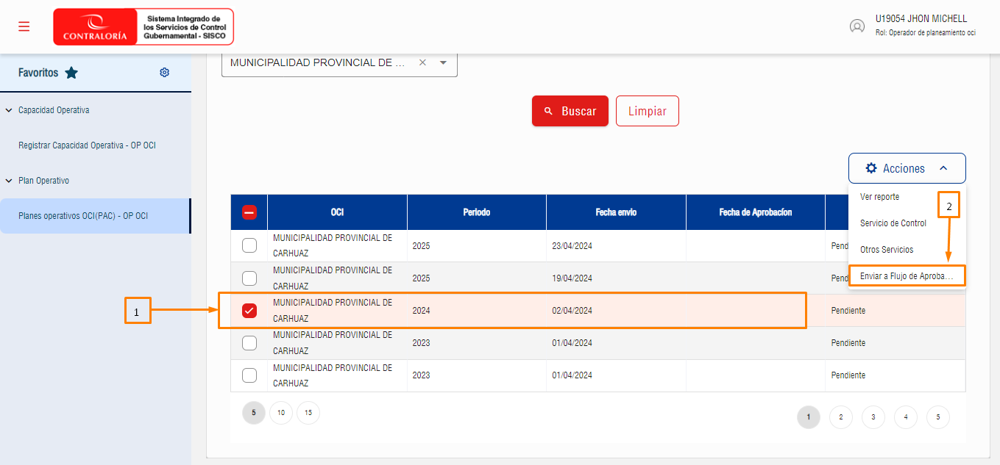 CONTRALORÍA
Sistema Integrado de
los Servicios de Control
Gubernamental - SISCO
U19054 JHON MICHELL
Rol: Operador de planeamiento oci
Favoritos
Capacidad Operativa
Registrar Capacidad Operativa - OP OCI
Plan Operativo
Planes operativos OCI(PAC) - OP OCI
MUNICIPALIDAD PROVINCIAL DE ...
Buscar
Limpiar
Acciones
Ver reporte
Servicio de Control
Otros Servicios
Enviar a Flujo de Aproba...
2
1
OCI
Periodo
Fecha envio
Fecha de Aprobacíon
MUNICIPALIDAD PROVINCIAL DE
CARHUAZ
2025
23/04/2024
Pend
MUNICIPALIDAD PROVINCIAL DE
CARHUAZ
2025
19/04/2024
Pend
MUNICIPALIDAD PROVINCIAL DE
CARHUAZ
2024
02/04/2024
Pendiente
MUNICIPALIDAD PROVINCIAL DE
CARHUAZ
2023
01/04/2024
Pendiente
MUNICIPALIDAD PROVINCIAL DE
CARHUAZ
2023
01/04/2024
Pendiente
5 10 15
1 2 3 4 5